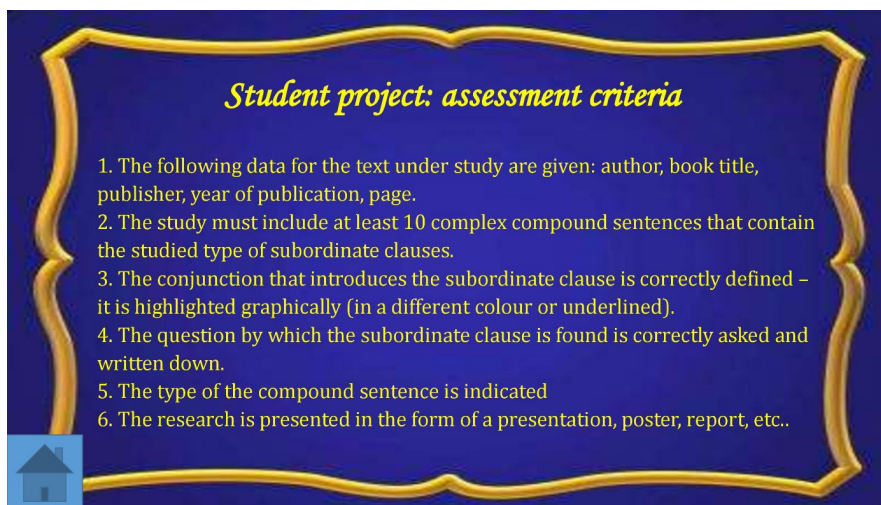 Student project: assessment criteria
1. The following data for the text under study are given: author, book title,
publisher, year of publication, page.
2. The study must include at least 10 complex compound sentences that contain
the studied type of subordinate clauses.
3. The conjunction that introduces the subordinate clause is correctly defined –
it is highlighted graphically (in a different colour or underlined).
4. The question by which the subordinate clause is found is correctly asked and
written down.
5. The type of the compound sentence is indicated
6. The research is presented in the form of a presentation, poster, report, etc..